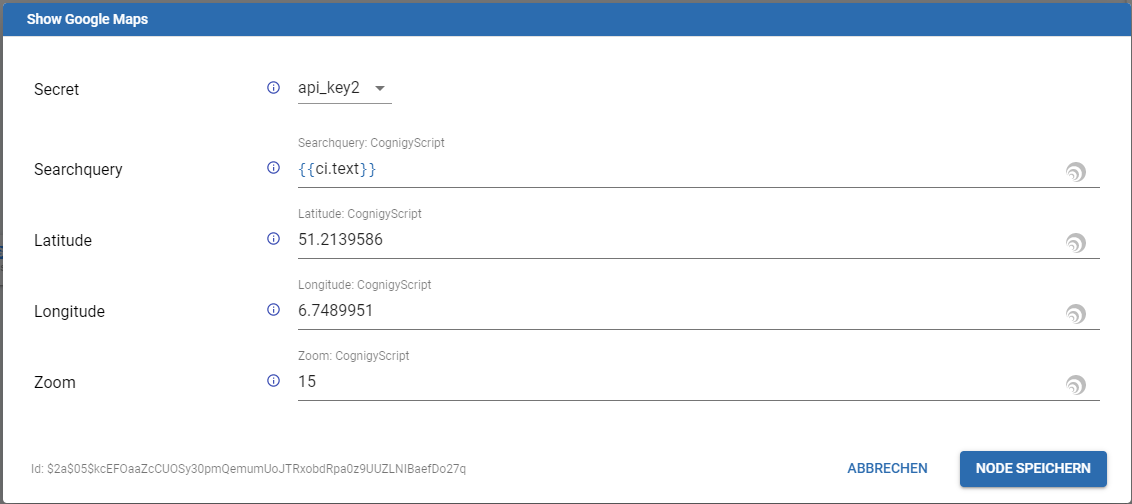 Show Google Maps
Secret
api_key2
Searchquery: CognigyScript
Searchquery
{{ci.text}}
Latitude: CognigyScript
Latitude
51.2139586
Longitude: CognigyScript
Longitude
6.7489951
Zoom: CognigyScript
Zoom
15
Id: $2a$05$kcEFOaaZcCUOSy30pmQemumUoJTRxobdRpa0z9UUZLNIBaefDo27q
ABBRECHEN
NODE SPEICHERN